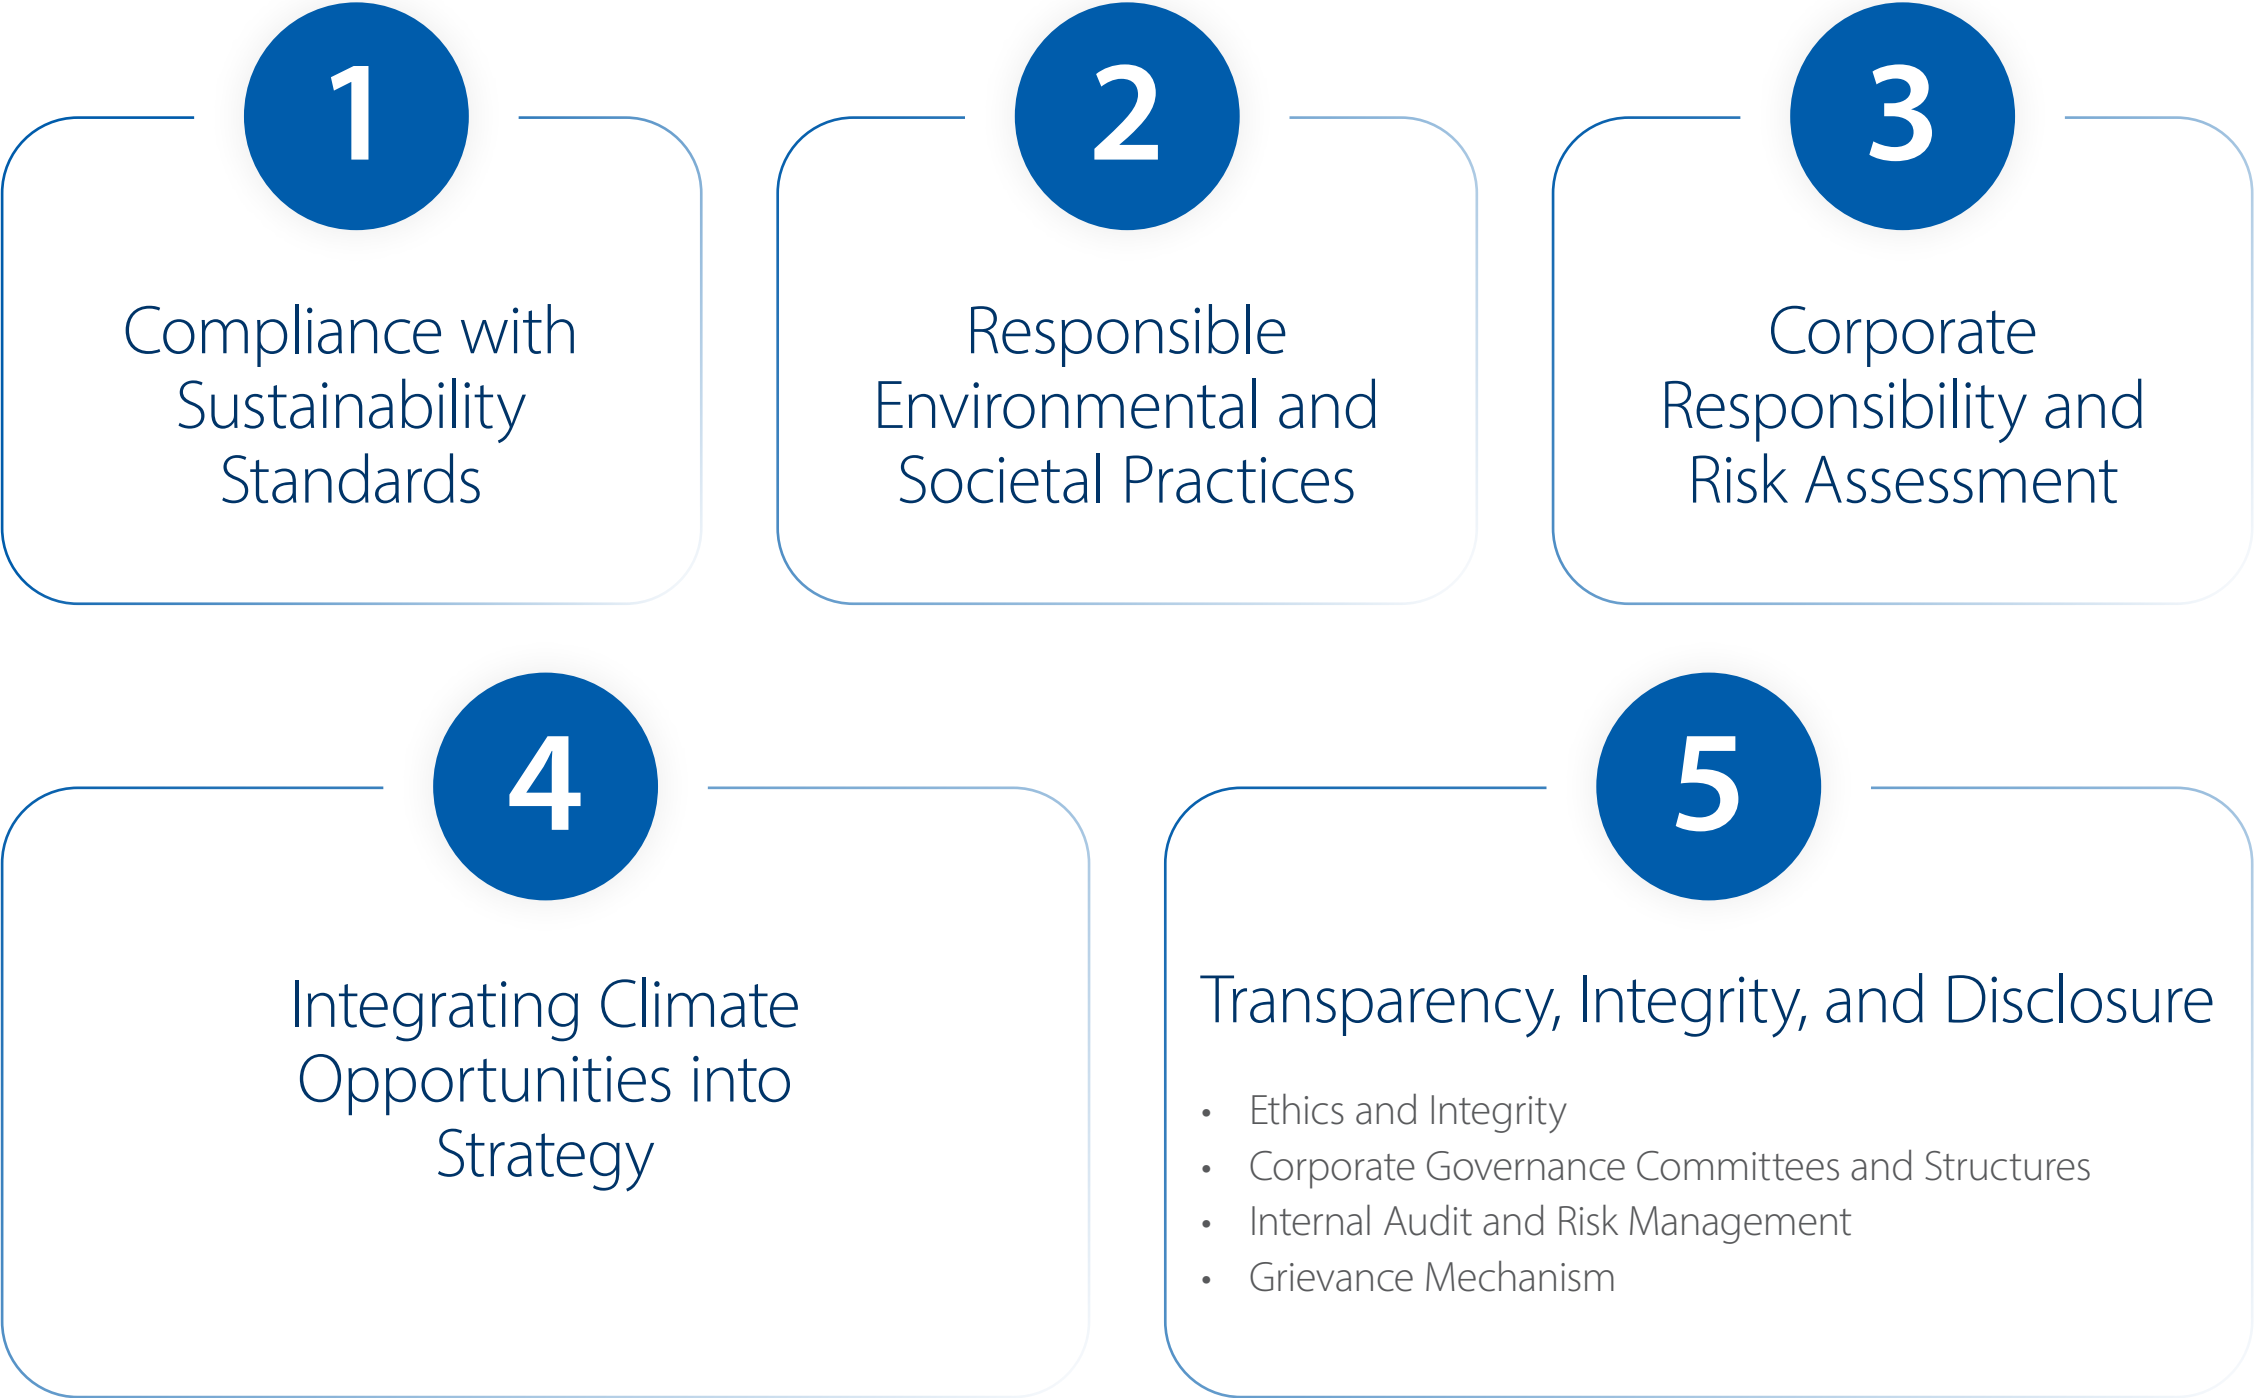 1
Compliance with
Sustainability
Standards
2
Responsible
Environmental and
Societal Practices
3
Corporate
Responsibility and
Risk Assessment
4
Integrating Climate
Opportunities into
Strategy
5
Transparency, Integrity, and Disclosure
• Ethics and Integrity
• Corporate Governance Committees and Structures
• Internal Audit and Risk Management
• Grievance Mechanism